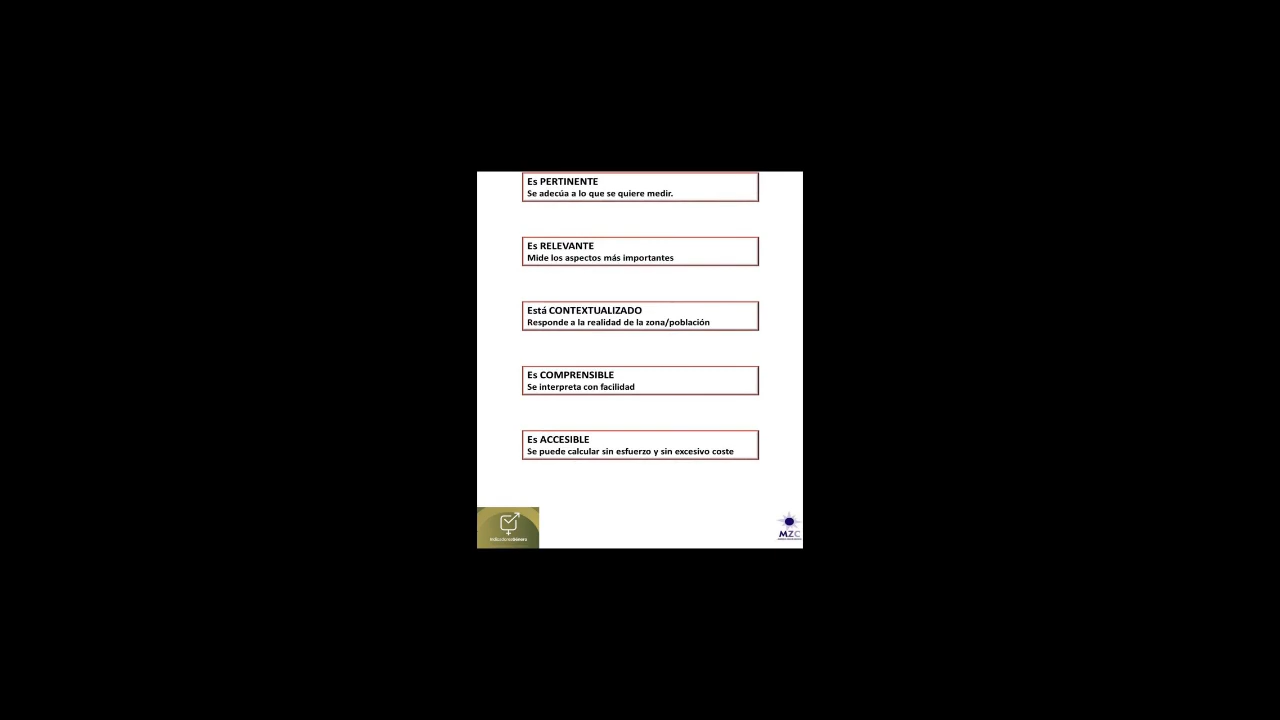 Es PERTINENTE
Se adecúa a lo que se quiere medir.
Es RELEVANTE
Mide los aspectos más importantes
Está CONTEXTUALIZADO
Responde a la realidad de la zona/población
Es COMPRENSIBLE
Se interpreta con facilidad
Es ACCESIBLE
Se puede calcular sin esfuerzo y sin excesivo coste
IndicadoresGénero
MZC